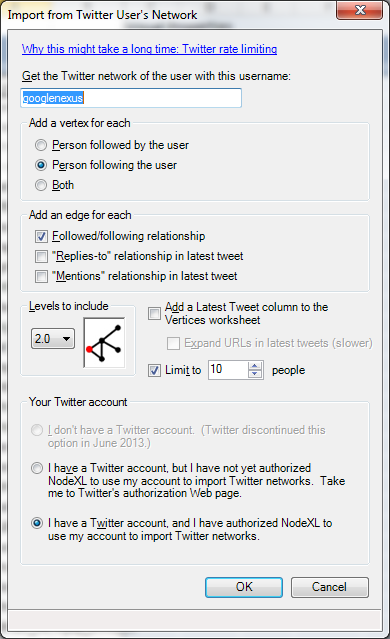 Import from Twitter User's Network
Why this might take a long time: Twitter rate limiting
Get the Twitter network of the user with this username:
googlenexus
Add a vertex for each
Person followed by the user
Person following the user
Both
Add an edge for each
Followed/following relationship
"Replies-to" relationship in latest tweet
"Mentions" relationship in latest tweet
Levels to include
2.0
Add a Latest Tweet column to the
Vertices worksheet
Expand URLs in latest tweets (slower)
Limit to 10 people
Your Twitter account
I don't have a Twitter account. (Twitter discontinued this
option in June 2013.)
I have a Twitter account, but I have not yet authorized
NodeXL to use my account to import Twitter networks. Take
me to Twitter's authorization Web page.
I have a Twitter account, and I have authorized NodeXL to
use my account to import Twitter networks.
OK Cancel